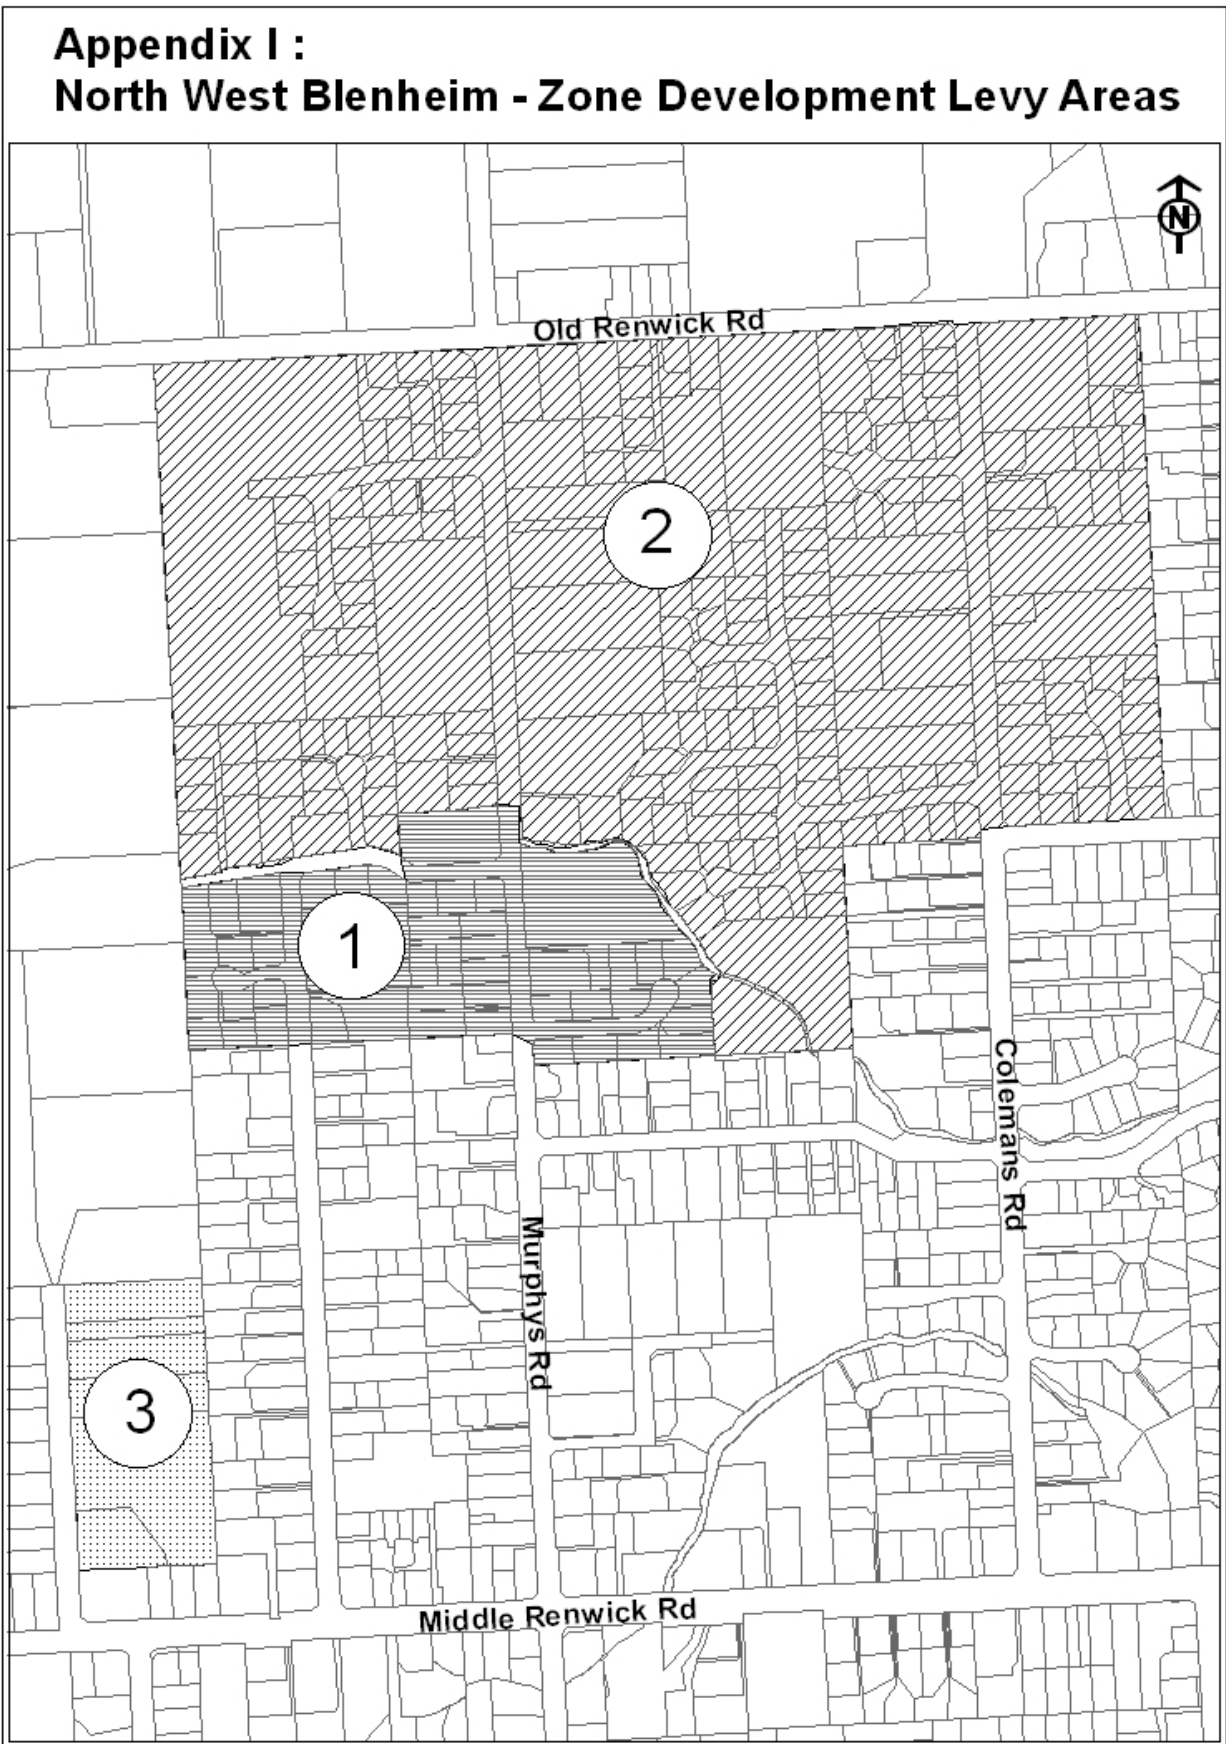 Appendix I :
North West Blenheim - Zone Development Levy Areas
N
Old Renwick Rd
2
1
Colemans Rd
Murphys Rd
3
Middle Renwick Rd